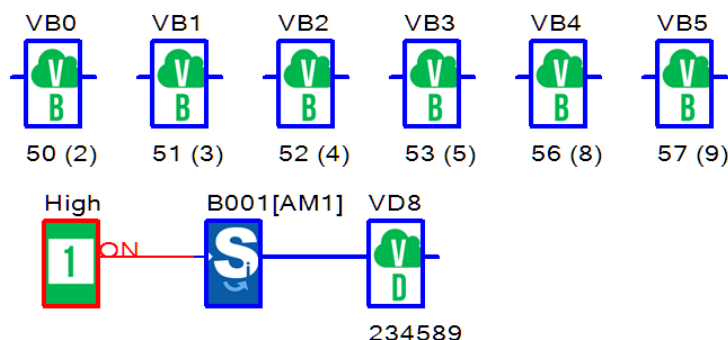 VB0 VB1 VB2 VB3 VB4 VB5
V V V V V V
B B B B B B
50 (2) 51 (3) 52 (4) 53 (5) 56 (8) 57 (9)
High B001[AM1] VD8
1 ON Si V
D
234589